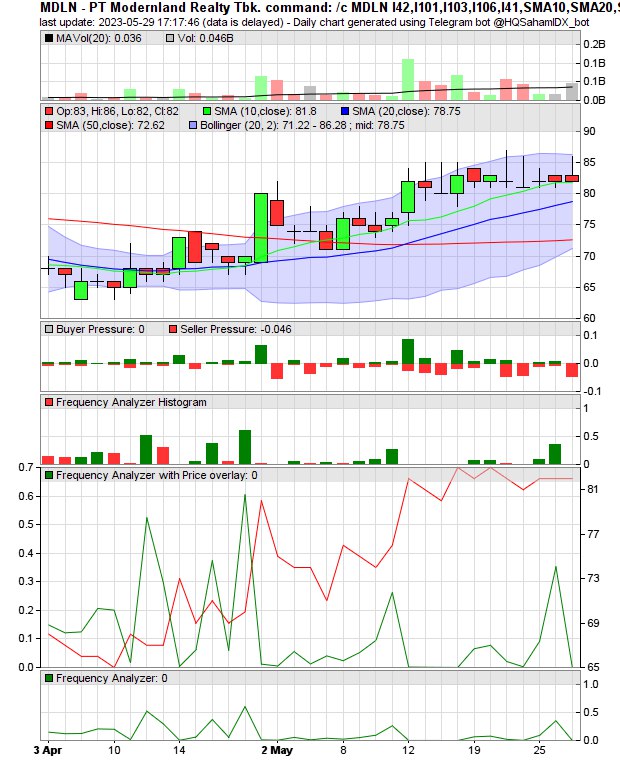 MDLN - PT Modernland Realty Tbk. command: /c MDLN I42,I101,I103,I106,I41,SMA10,SMA20,S
last update: 2023-05-29 17:17:46 (data is delayed) - Daily chart generated using Telegram bot @HQSahamIDX_bot
MAVol(20): 0.036 Vol: 0.046B
0.2B
0.1B
0.1B
0.0B
Op:83, Hi:86, Lo:82, Cl:82 SMA (10,close): 81.8 SMA (20,close): 78.75
SMA (50,close): 72.62 Bollinger (20, 2): 71.22 - 86.28 ; mid: 78.75
90
85
80
75
70
65
60
Buyer Pressure: 0 Seller Pressure: -0.046
0.1
0.0
-0.1
Frequency Analyzer Histogram
1
0.5
0
Frequency Analyzer with Price overlay: 0
0.7
0.6
0.5
0.4
0.3
0.2
0.1
0.0
81
77
73
69
65
Frequency Analyzer: 0
1.0
0.5
0.0
3 Apr 10 14 2 May 8 12 19 25